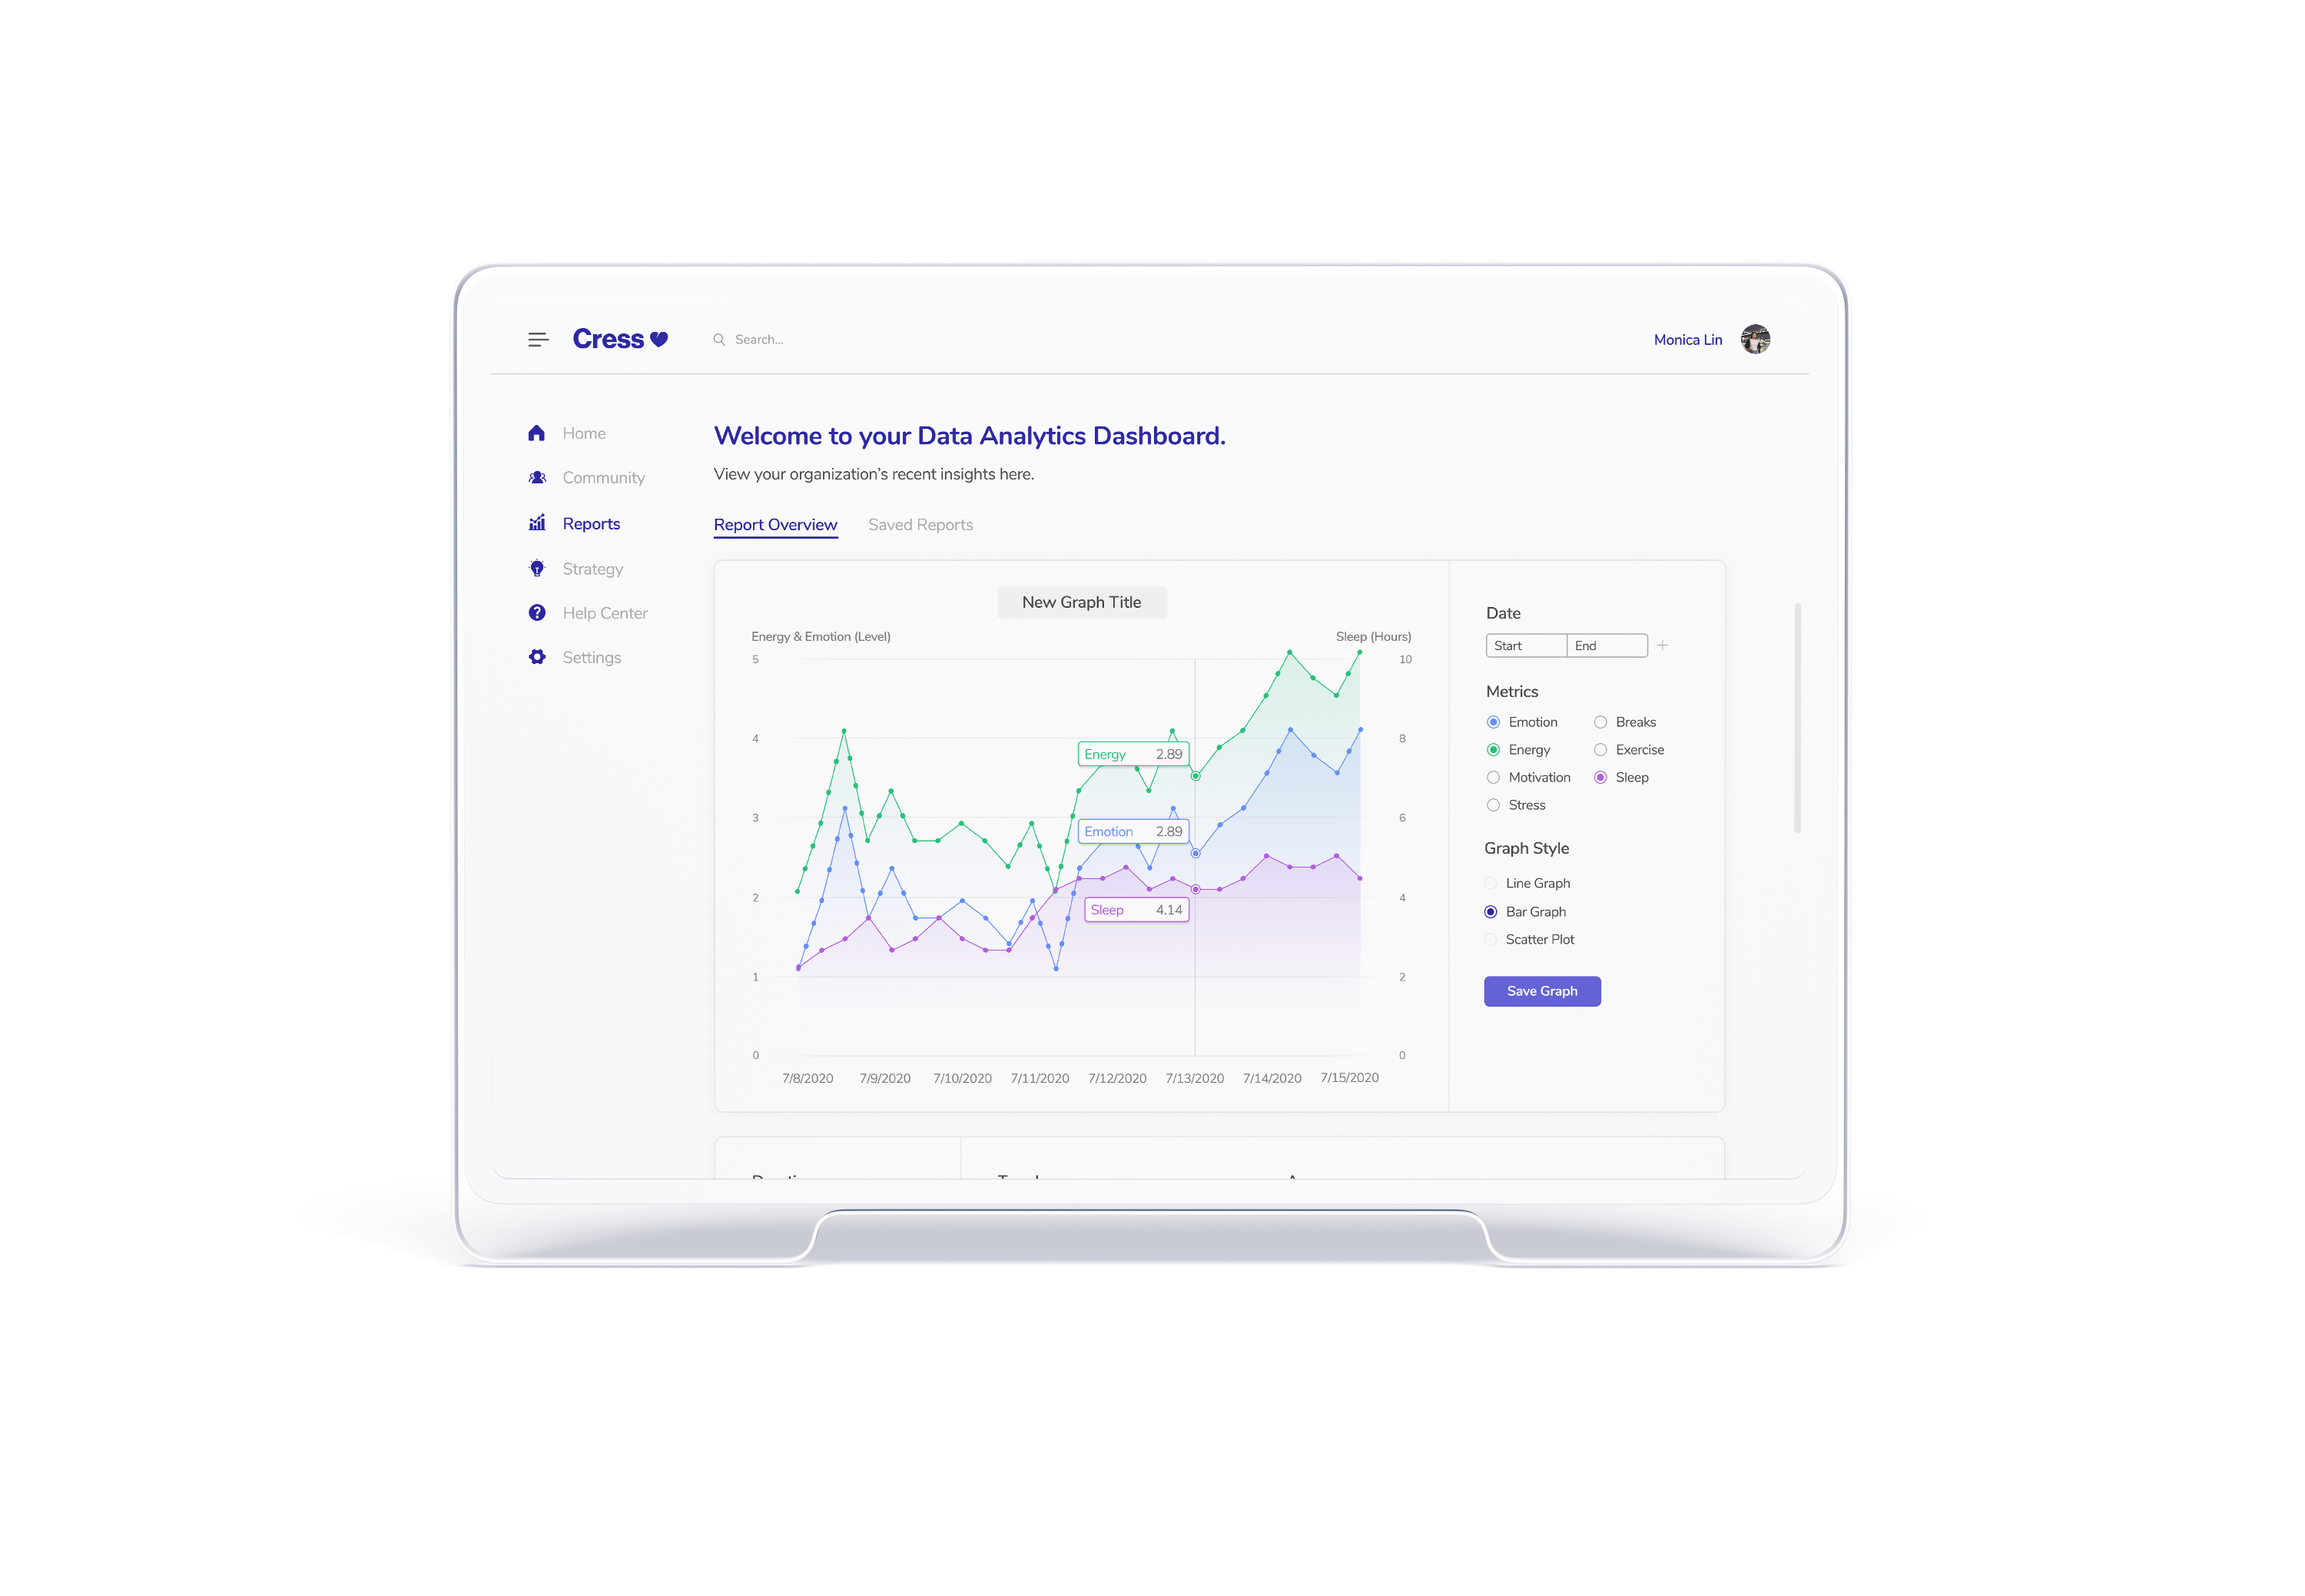 Cress
Search...
Monica Lin
Home
Community
Reports
Strategy
Help Center
Settings
Welcome to your Data Analytics Dashboard.
View your organization's recent insights here.
Report Overview
Saved Reports
New Graph Title
Energy & Emotion (Level)
Sleep (Hours)
5
4
3
2
1
0
10
8
6
4
2
0
Energy 2.89
Emotion 2.89
Sleep 4.14
7/8/2020 7/9/2020 7/10/2020 7/11/2020 7/12/2020 7/13/2020 7/14/2020 7/15/2020
Date
Start End
Metrics
Emotion Breaks
Energy Exercise
Motivation Sleep
Stress
Graph Style
Line Graph
Bar Graph
Scatter Plot
Save Graph